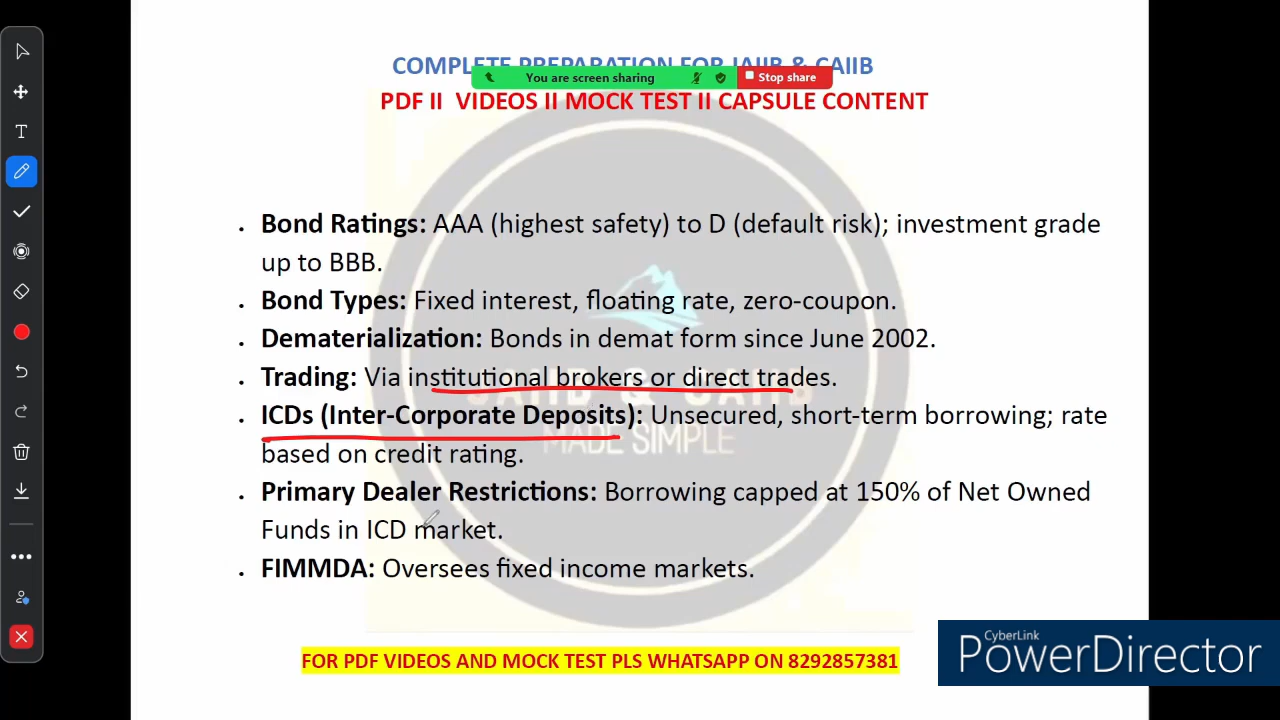 COMPLETE PREPARATION FOR JAIIB & CAIIB
You are screen sharing
Stop share
PDF II VIDEOS II MOCK TEST II CAPSULE CONTENT
T
• Bond Ratings: AAA (highest safety) to D (default risk); investment grade
up to BBB.
• Bond Types: Fixed interest, floating rate, zero-coupon.
• Dematerialization: Bonds in demat form since June 2002.
• Trading: Via institutional brokers or direct trades.
JAIIB & CAIIB
• ICDs (Inter-Corporate Deposits): Unsecured, short-term borrowing; rate
MADE SIMPLE
based on credit rating.
• Primary Dealer Restrictions: Borrowing capped at 150% of Net Owned
Funds in ICD market.
• FIMMDA: Oversees fixed income markets.
FOR PDF VIDEOS AND MOCK TEST PLS WHATSAPP ON 8292857381
CyberLink
PowerDirector